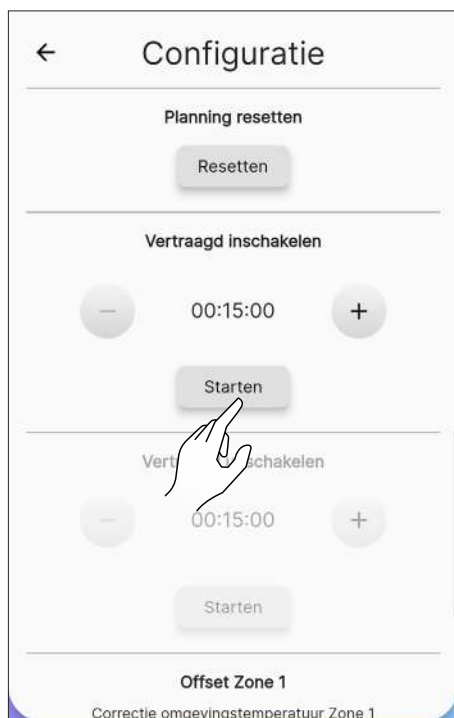 Configuratie
Planning resetten
Resetten
Vertraagd inschakelen
− 00:15:00 +
Starten
schakelen
− 00:15:00 +
Starten
Offset Zone 1
Correctie omgevingstemperatuur Zone 1